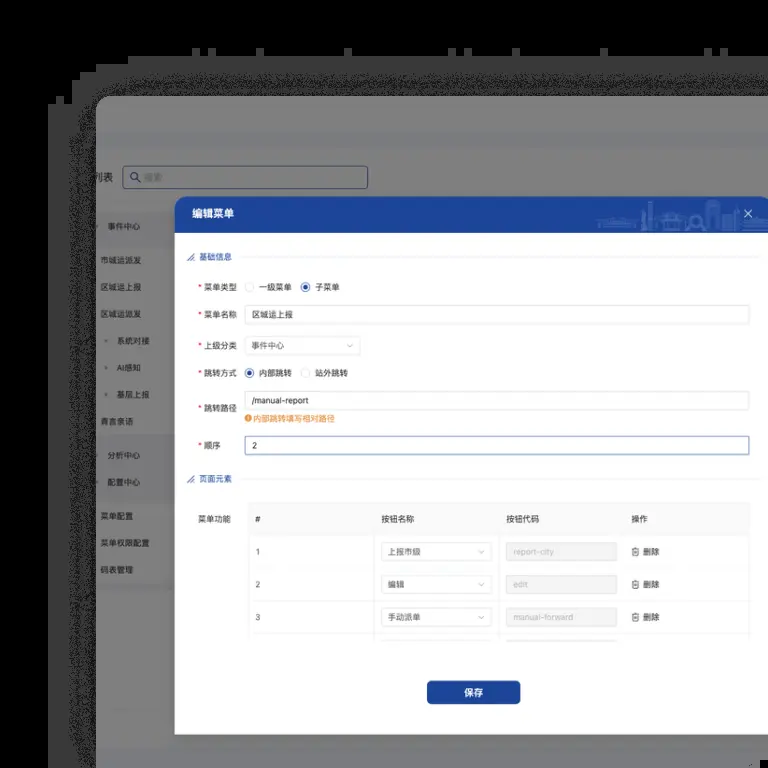 列表
搜索
事件中心
市城运派发
区城运上报
区城运派发
系统对接
AI感知
基层上报
分析中心
配置中心
菜单配置
菜单权限配置
码表管理
编辑菜单
基础信息
* 菜单类型 一级菜单 子菜单
* 菜单名称 区城运上报
* 上级分类 事件中心
* 跳转方式 内部跳转 站外跳转
* 跳转路径 /manual-report
内部跳转填写相对路径
* 顺序 2
页面元素
菜单功能 # 按钮名称 按钮代码 操作
1 上报市级 report-city 删除
2 编辑 edit 删除
3 手动派单 manual-forward 删除
保存